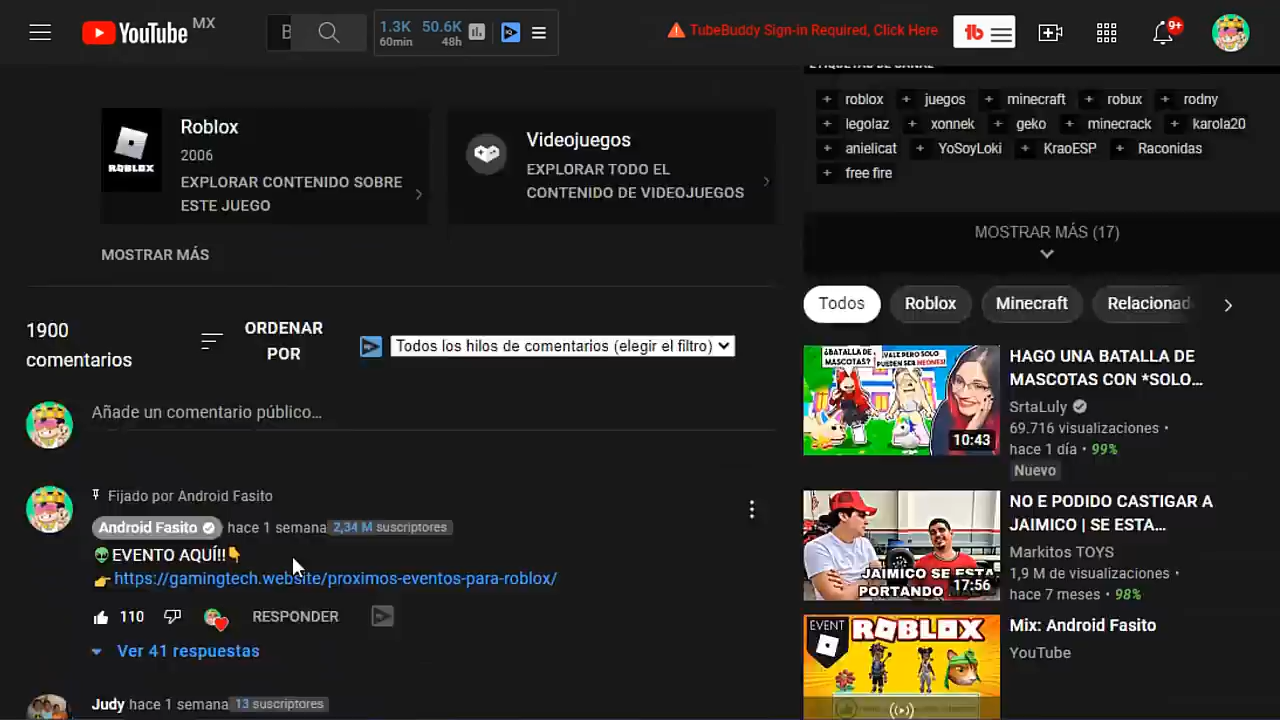 YouTube MX
B
1.3K 50.6K
60min 48h
TubeBuddy Sign-in Required, Click Here
tb
9+
ROBLOX
Roblox
2006
EXPLORAR CONTENIDO SOBRE
ESTE JUEGO
Videojuegos
EXPLORAR TODO EL
CONTENIDO DE VIDEOJUEGOS
MOSTRAR MÁS
1900
comentarios
ORDENAR
POR
Todos los hilos de comentarios (elegir el filtro)
Añade un comentario público...
Fijado por Android Fasito
Android Fasito hace 1 semana 2,34 M suscriptores
EVENTO AQUÍ!!
https://gamingtech.website/proximos-eventos-para-roblox/
110 RESPONDER
Ver 41 respuestas
Judy hace 1 semana 13 suscriptores
+ roblox + juegos + minecraft + robux + rodny
+ legolaz + xonnek + geko + minecrack + karola20
+ anielicat + YoSoyLoki + KraoESP + Raconidas
+ free fire
MOSTRAR MÁS (17)
Todos Roblox Minecraft Relacionad
¿BATALLA DE
MASCOTAS?
¡VALE PERO SOLO
PUEDEN SER NEONES!
10:43
HAGO UNA BATALLA DE
MASCOTAS CON *SOLO...
SrtaLuly
69.716 visualizaciones •
hace 1 día • 99%
Nuevo
JAIMICO SE ESTA
PORTANDO
17:56
NO E PODIDO CASTIGAR A
JAIMICO | SE ESTA...
Markitos TOYS
1,9 M de visualizaciones •
hace 7 meses • 98%
EVENT
ROBLOX
Mix: Android Fasito
YouTube